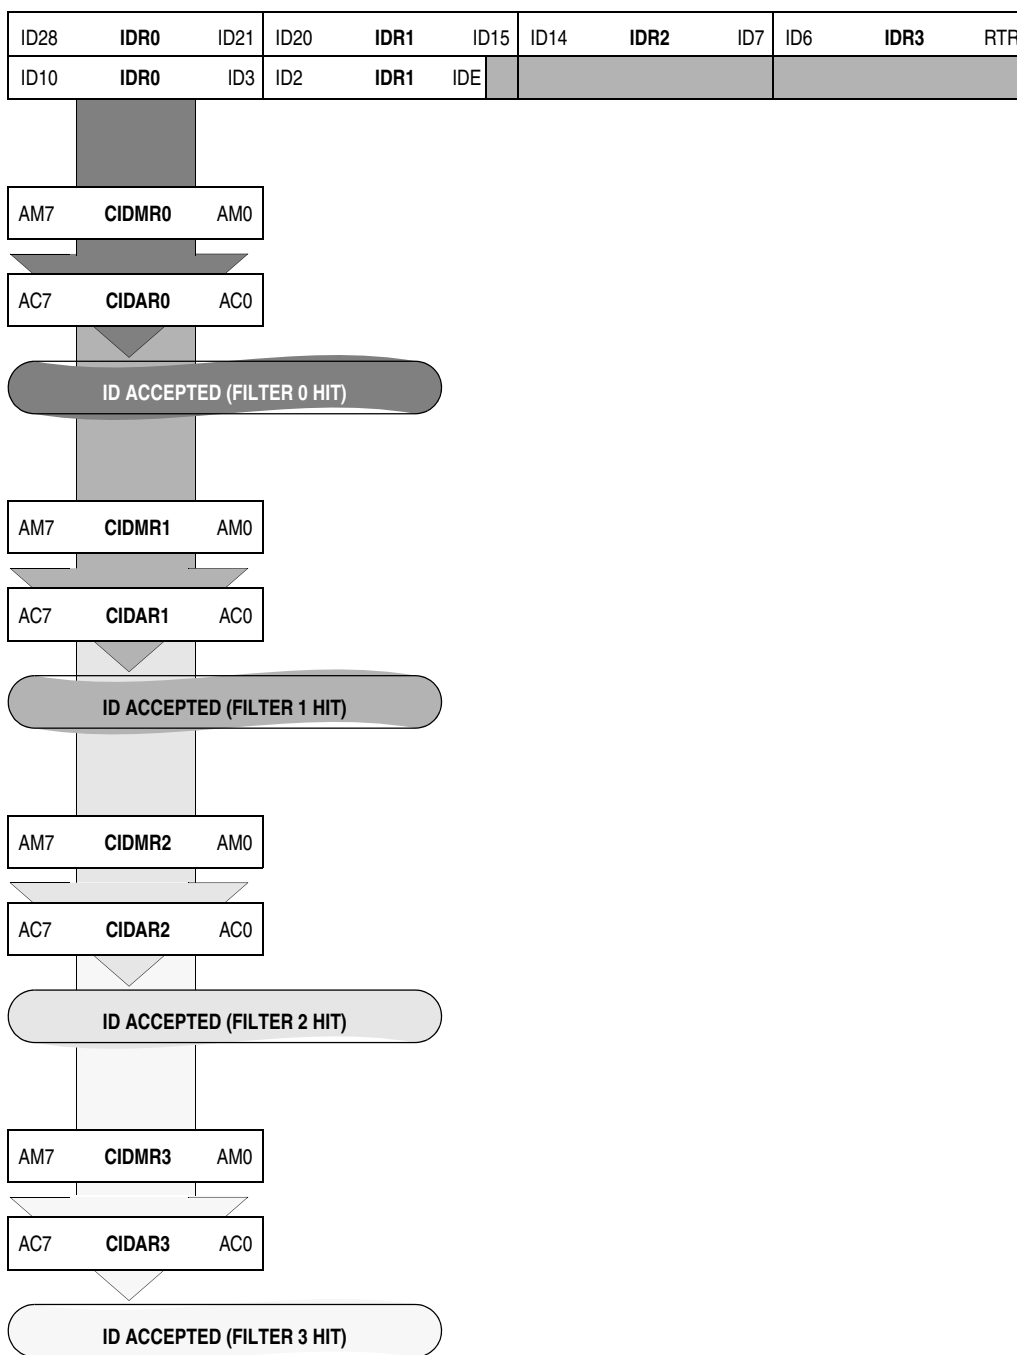 ID28 IDR0 ID21 ID20 IDR1 ID15 ID14 IDR2 ID7 ID6 IDR3 RTR
ID10 IDR0 ID3 ID2 IDR1 IDE
AM7 CIDMR0 AM0
AC7 CIDAR0 AC0
ID ACCEPTED (FILTER 0 HIT)
AM7 CIDMR1 AM0
AC7 CIDAR1 AC0
ID ACCEPTED (FILTER 1 HIT)
AM7 CIDMR2 AM0
AC7 CIDAR2 AC0
ID ACCEPTED (FILTER 2 HIT)
AM7 CIDMR3 AM0
AC7 CIDAR3 AC0
ID ACCEPTED (FILTER 3 HIT)